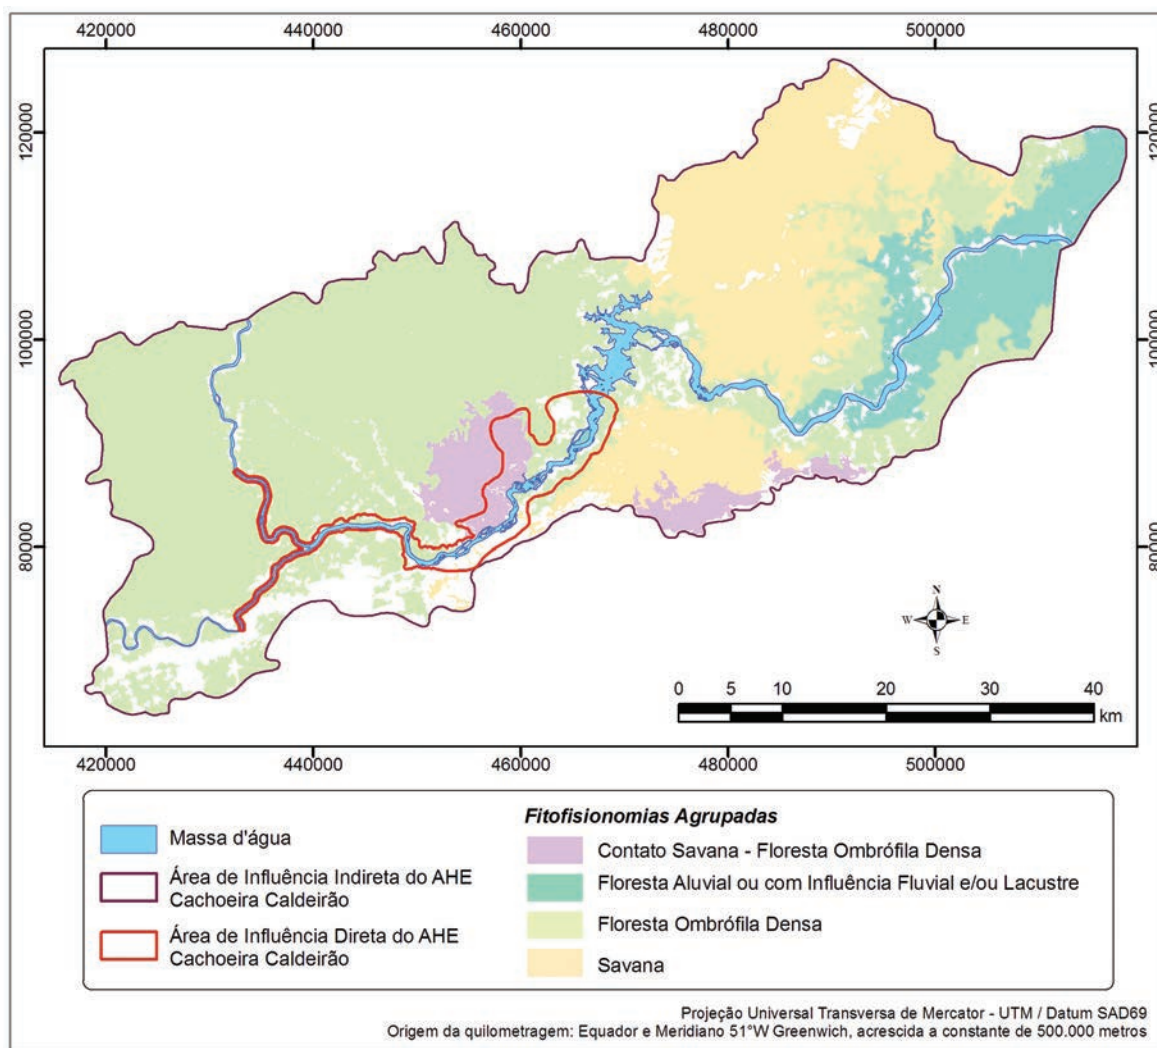 420000 440000 460000 480000 500000
120000
120000
100000
100000
80000
80000
N
W E
S
0 5 10 20 30 40
km
420000 440000 460000 480000 500000
Massa d'água
Área de Influência Indireta do AHE
Cachoeira Caldeirão
Área de Influência Direta do AHE
Cachoeira Caldeirão
Fitofisionomias Agrupadas
Contato Savana - Floresta Ombrófila Densa
Floresta Aluvial ou com Influência Fluvial e/ou Lacustre
Floresta Ombrófila Densa
Savana
Projeção Universal Transversa de Mercator - UTM / Datum SAD69
Origem da quilometragem: Equador e Meridiano 51°W Greenwich, acrescida a constante de 500.000 metros